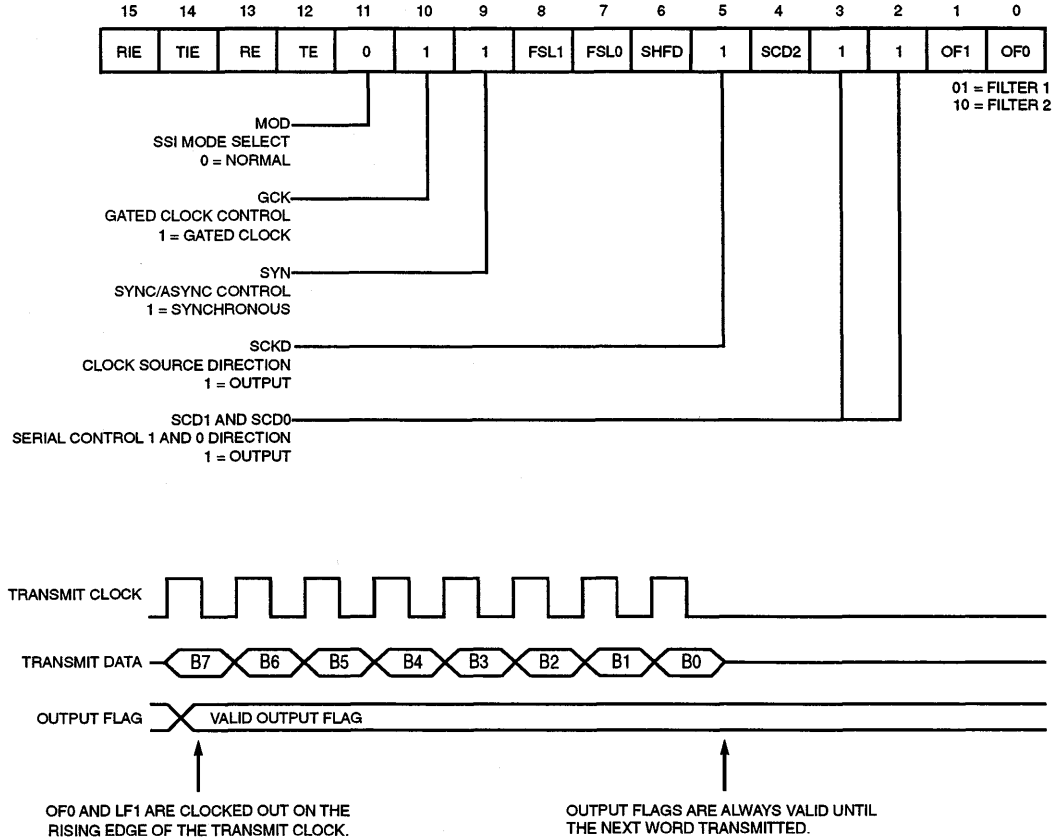 15 14 13 12 11 10 9 8 7 6 5 4 3 2 1 0
RIE TIE RE TE 0 1 1 FSL1 FSL0 SHFD 1 SCD2 1 1 OF1 OF0
01 = FILTER 1
10 = FILTER 2
MOD
SSI MODE SELECT
0 = NORMAL
GCK
GATED CLOCK CONTROL
1 = GATED CLOCK
SYN
SYNC/ASYNC CONTROL
1 = SYNCHRONOUS
SCKD
CLOCK SOURCE DIRECTION
1 = OUTPUT
SCD1 AND SCD0
SERIAL CONTROL 1 AND 0 DIRECTION
1 = OUTPUT
TRANSMIT CLOCK
TRANSMIT DATA B7 B6 B5 B4 B3 B2 B1 B0
OUTPUT FLAG VALID OUTPUT FLAG
OF0 AND LF1 ARE CLOCKED OUT ON THE
RISING EDGE OF THE TRANSMIT CLOCK.
OUTPUT FLAGS ARE ALWAYS VALID UNTIL
THE NEXT WORD TRANSMITTED.